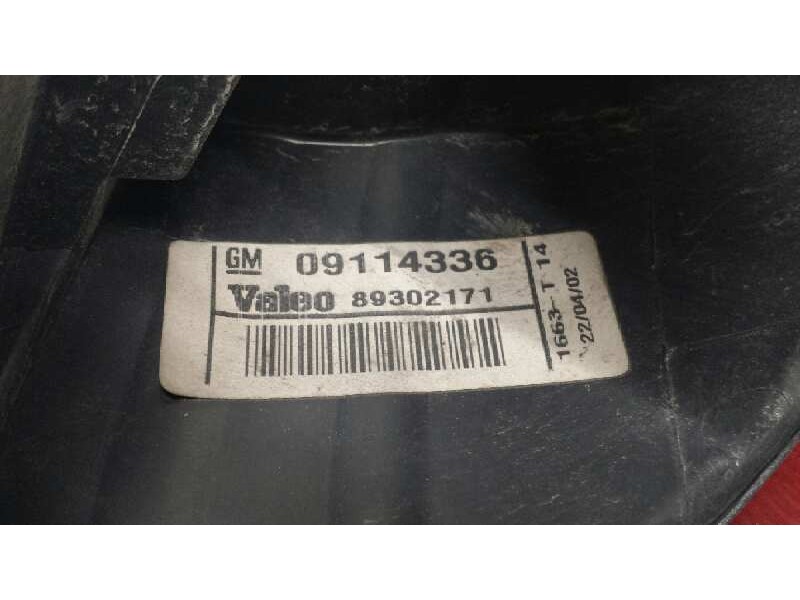 GM 09114336
Valeo 89302171
1663- T 14
22/04/02